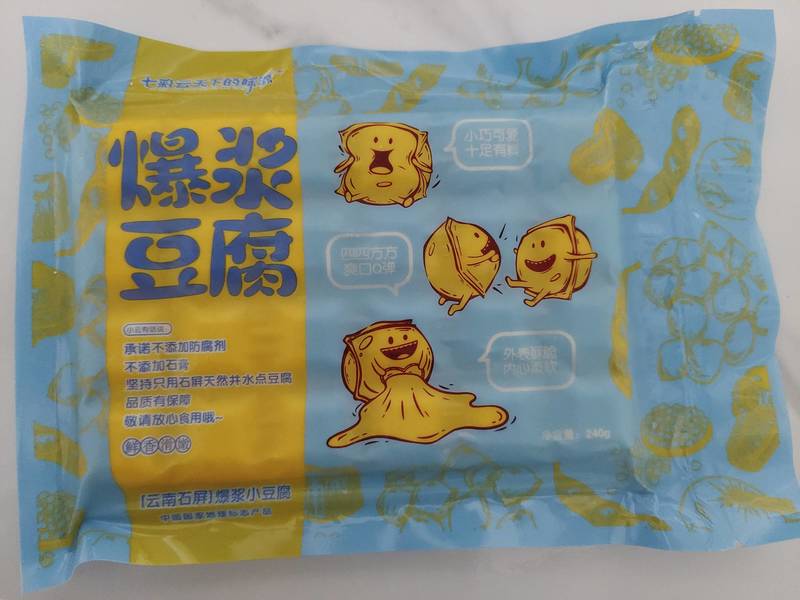 七彩云天下的味道
爆浆
豆腐
小云有话说
承诺不添加防腐剂
不添加石膏
坚持只用石屏天然井水点豆腐
品质有保障
敬请放心食用哦~
鲜香滑嫩
[云南石屏]爆浆小豆腐
中国国家地理标志产品
小巧可爱
十足有料
四四方方
爽口Q弹
外表酥脆
内心柔软
净含量：240g